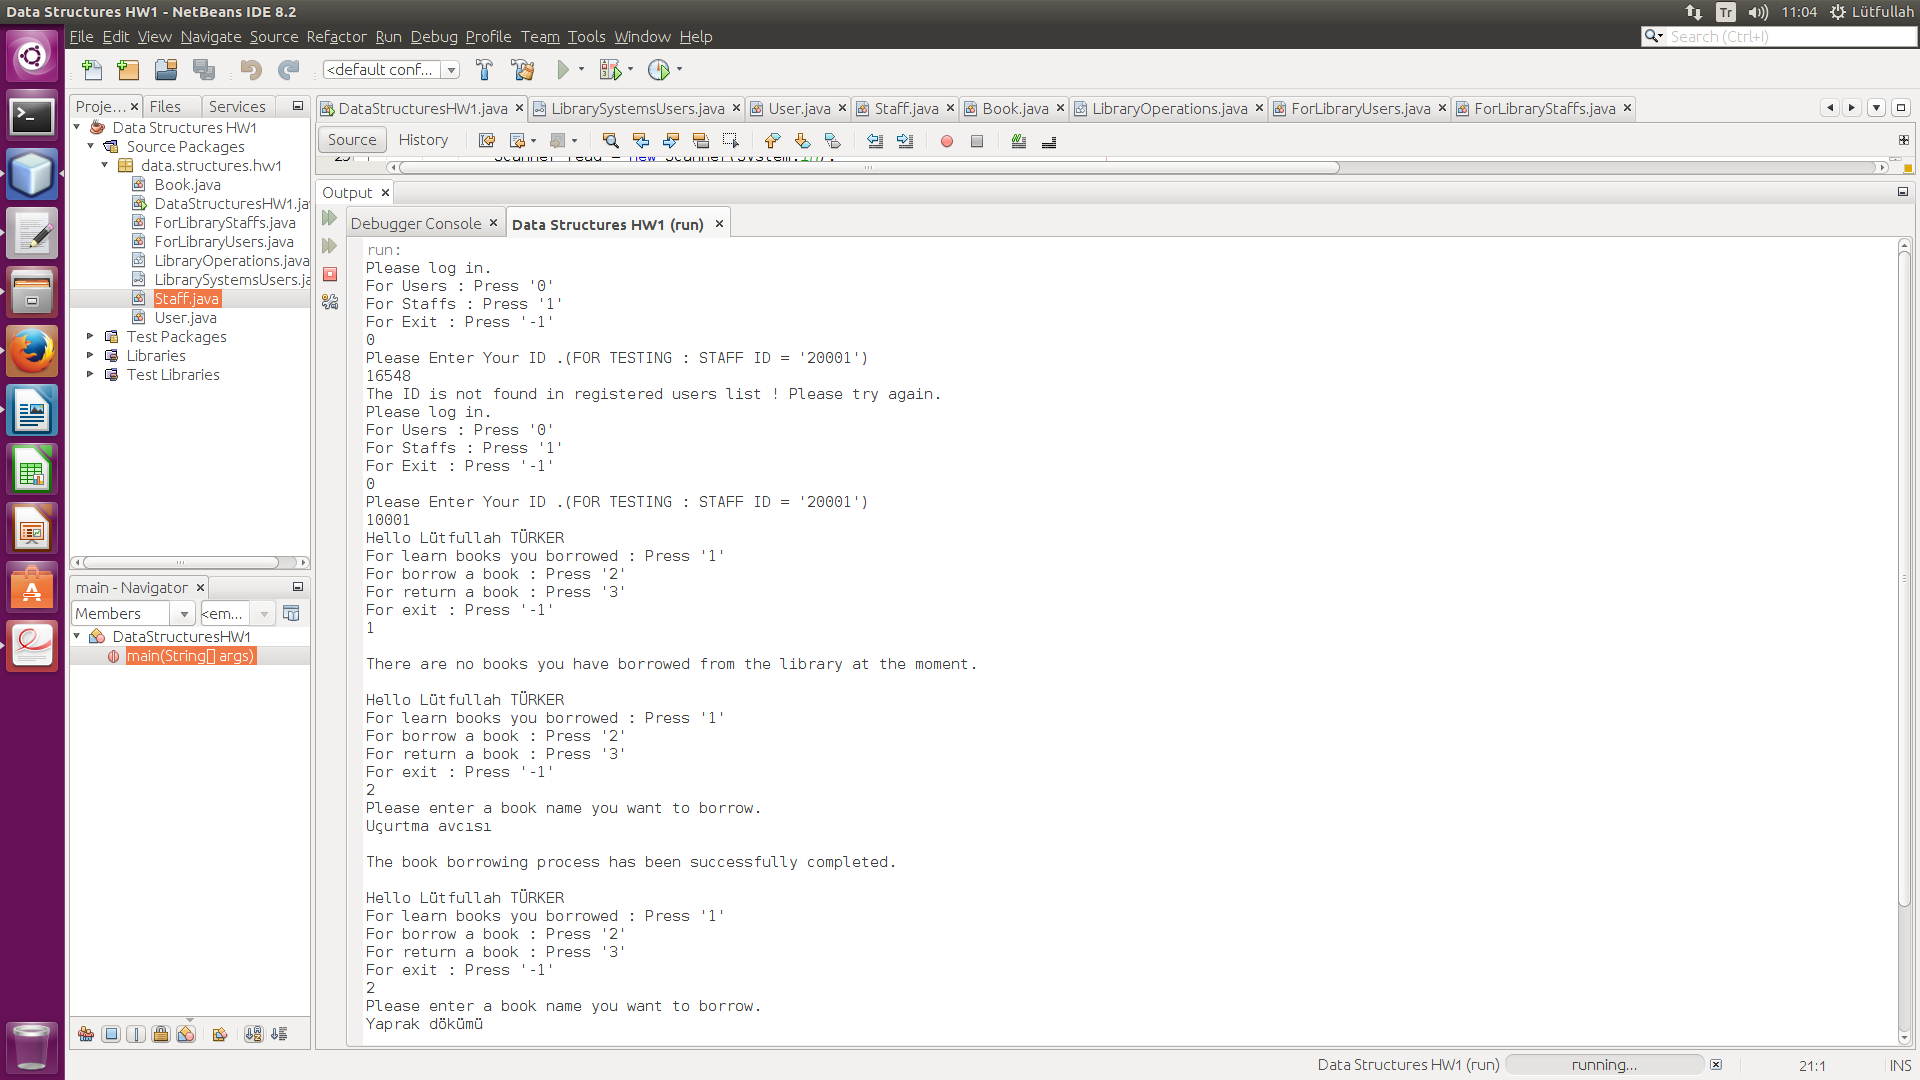 Data Structures HW1 - NetBeans IDE 8.2
Tr 11:04 Lütfullah
File Edit View Navigate Source Refactor Run Debug Profile Team Tools Window Help
Search (Ctrl+I)
<default conf...
Proje... Files Services
DataStructuresHW1.java LibrarySystemsUsers.java User.java Staff.java Book.java LibraryOperations.java ForLibraryUsers.java ForLibraryStaffs.java
Source History
Data Structures HW1
Source Packages
data.structures.hw1
Book.java
DataStructuresHW1.ja
ForLibraryStaffs.java
ForLibraryUsers.java
LibraryOperations.java
LibrarySystemsUsers.ja
Staff.java
User.java
Test Packages
Libraries
Test Libraries
main - Navigator
Members <em...
DataStructuresHW1
main(String[] args)
Scanner read = new Scanner(System.in);
Output
Debugger Console Data Structures HW1 (run)
run:
Please log in.
For Users : Press '0'
For Staffs : Press '1'
For Exit : Press '-1'
0
Please Enter Your ID .(FOR TESTING : STAFF ID = '20001')
16548
The ID is not found in registered users list ! Please try again.
Please log in.
For Users : Press '0'
For Staffs : Press '1'
For Exit : Press '-1'
0
Please Enter Your ID .(FOR TESTING : STAFF ID = '20001')
10001
Hello Lütfullah TÜRKER
For learn books you borrowed : Press '1'
For borrow a book : Press '2'
For return a book : Press '3'
For exit : Press '-1'
1
There are no books you have borrowed from the library at the moment.
Hello Lütfullah TÜRKER
For learn books you borrowed : Press '1'
For borrow a book : Press '2'
For return a book : Press '3'
For exit : Press '-1'
2
Please enter a book name you want to borrow.
Uçurtma avcısı
The book borrowing process has been successfully completed.
Hello Lütfullah TÜRKER
For learn books you borrowed : Press '1'
For borrow a book : Press '2'
For return a book : Press '3'
For exit : Press '-1'
2
Please enter a book name you want to borrow.
Yaprak dökümü
Data Structures HW1 (run) running... 21:1 INS